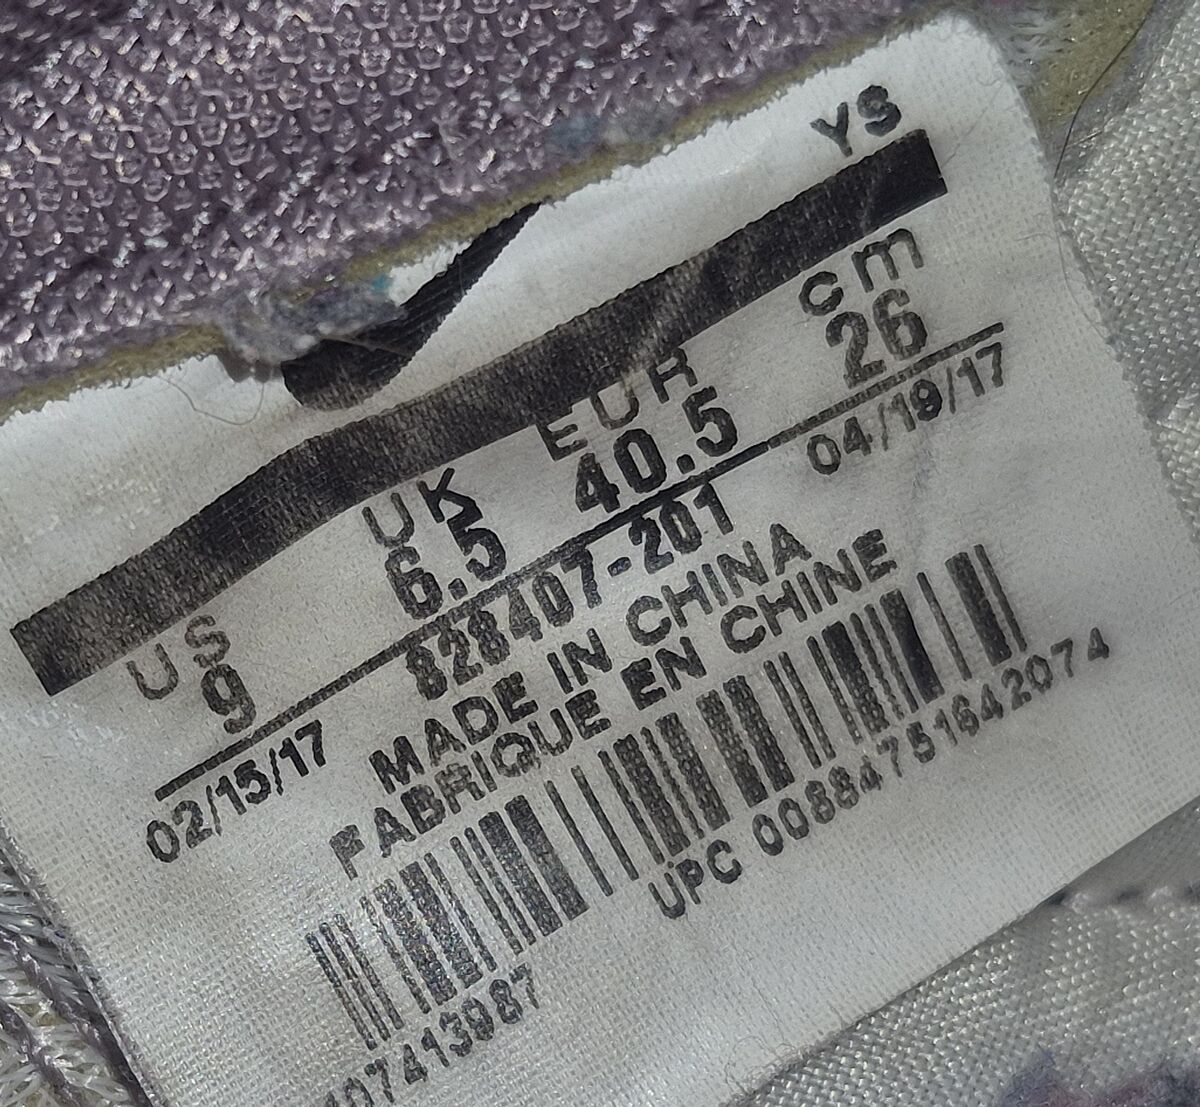 YS
US UK EUR cm
9 6.5 40.5 26
02/15/17 828407-201 04/19/17
MADE IN CHINA
FABRIQUE EN CHINE
UPC 00884751642074
07413987